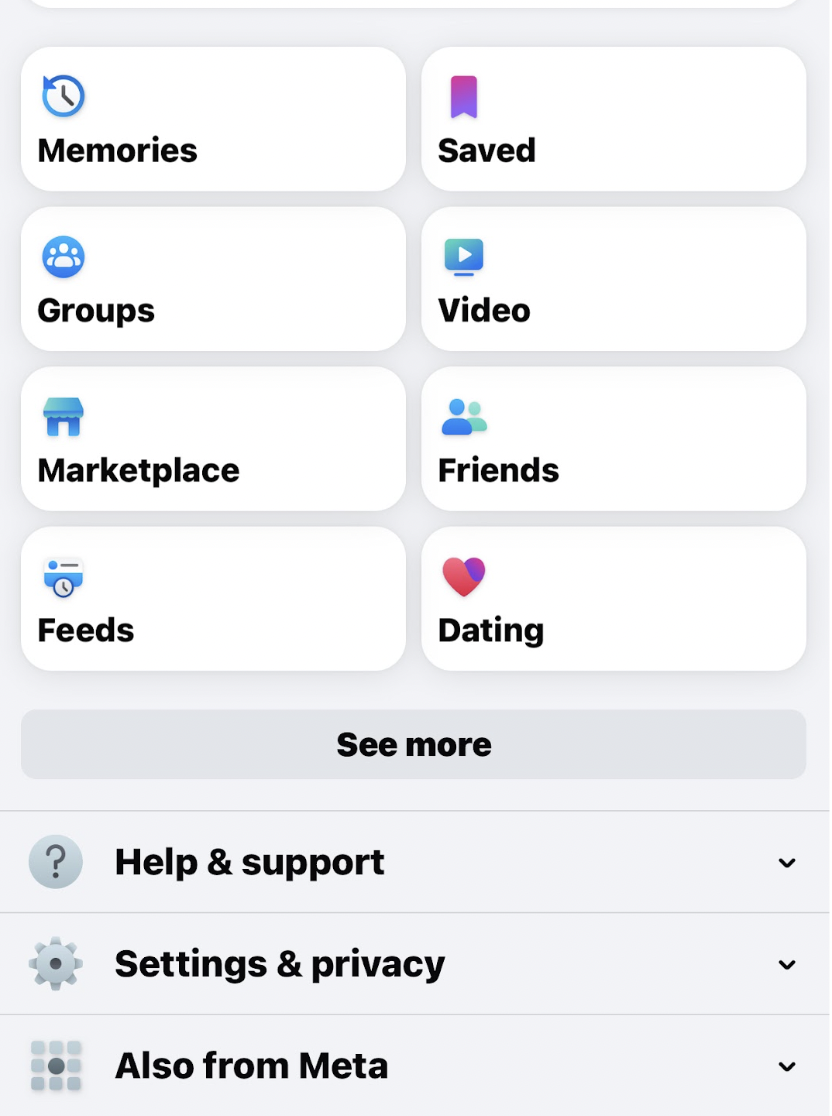 Memories
Saved
Groups
Video
Marketplace
Friends
Feeds
Dating
See more
Help & support
Settings & privacy
Also from Meta